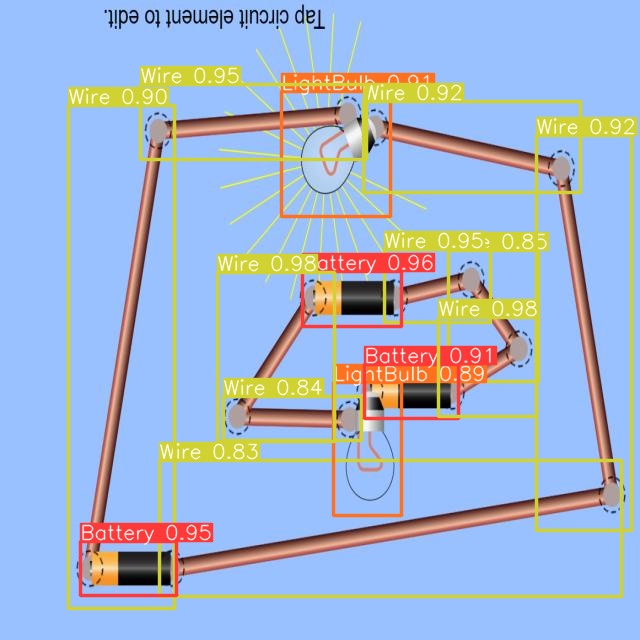 Tap circuit element to edit.
Wire 0.95
LightBulb 0.91
Wire 0.90
Wire 0.92
Wire 0.92
Wire 0.95
0.85
Wire 0.98
Battery 0.96
Wire 0.98
Battery 0.91
LightBulb 0.89
Wire 0.84
Wire 0.83
Battery 0.95